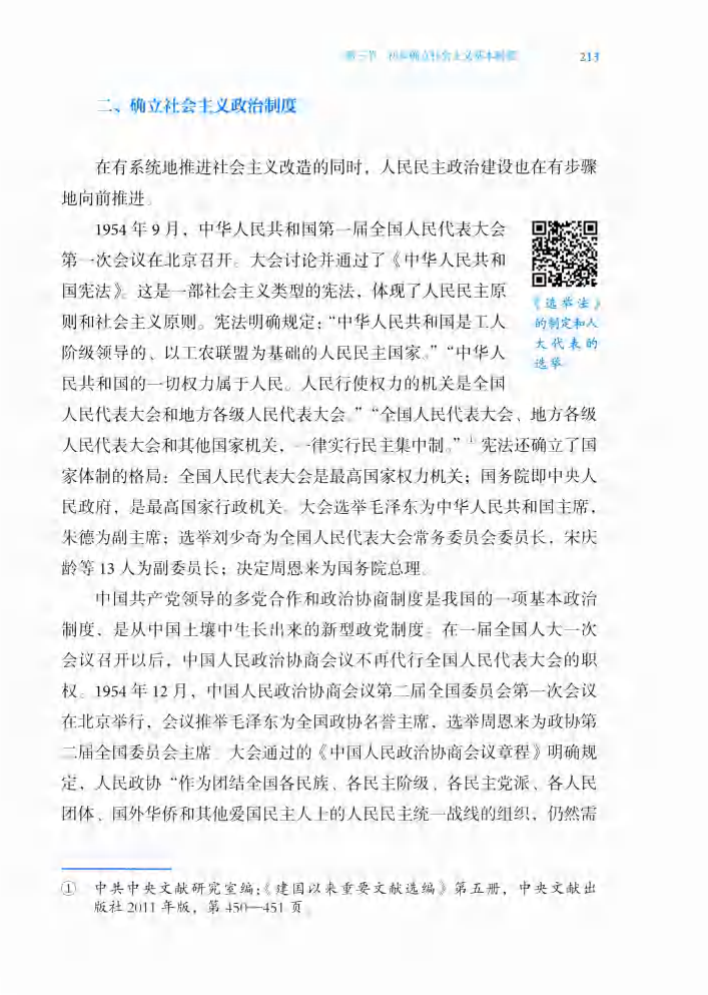 第三节 初步确立社会主义基本制度 213
二、确立社会主义政治制度
在有系统地推进社会主义改造的同时，人民民主政治建设也在有步骤
地向前推进。
1954 年 9 月，中华人民共和国第一届全国人民代表大会
第一次会议在北京召开。大会讨论并通过了《中华人民共和
国宪法》。这是一部社会主义类型的宪法，体现了人民民主原
则和社会主义原则。宪法明确规定：“中华人民共和国是工人
阶级领导的、以工农联盟为基础的人民民主国家。”“中华人
民共和国的一切权力属于人民。人民行使权力的机关是全国
人民代表大会和地方各级人民代表大会。”“全国人民代表大会、地方各级
人民代表大会和其他国家机关，一律实行民主集中制。”① 宪法还确立了国
家体制的格局：全国人民代表大会是最高国家权力机关；国务院即中央人
民政府，是最高国家行政机关。大会选举毛泽东为中华人民共和国主席，
朱德为副主席；选举刘少奇为全国人民代表大会常务委员会委员长，宋庆
龄等 13 人为副委员长；决定周恩来为国务院总理。
《选举法》
的制定和人
大代表的
选举
中国共产党领导的多党合作和政治协商制度是我国的一项基本政治
制度，是从中国土壤中生长出来的新型政党制度。在一届全国人大一次
会议召开以后，中国人民政治协商会议不再代行全国人民代表大会的职
权。1954 年 12 月，中国人民政治协商会议第二届全国委员会第一次会议
在北京举行，会议推举毛泽东为全国政协名誉主席，选举周恩来为政协第
二届全国委员会主席。大会通过的《中国人民政治协商会议章程》明确规
定，人民政协“作为团结全国各民族、各民主阶级、各民主党派、各人民
团体、国外华侨和其他爱国民主人士的人民民主统一战线的组织，仍然需
① 中共中央文献研究室编：《建国以来重要文献选编》第五册，中央文献出
版社 2011 年版，第 450—451 页。